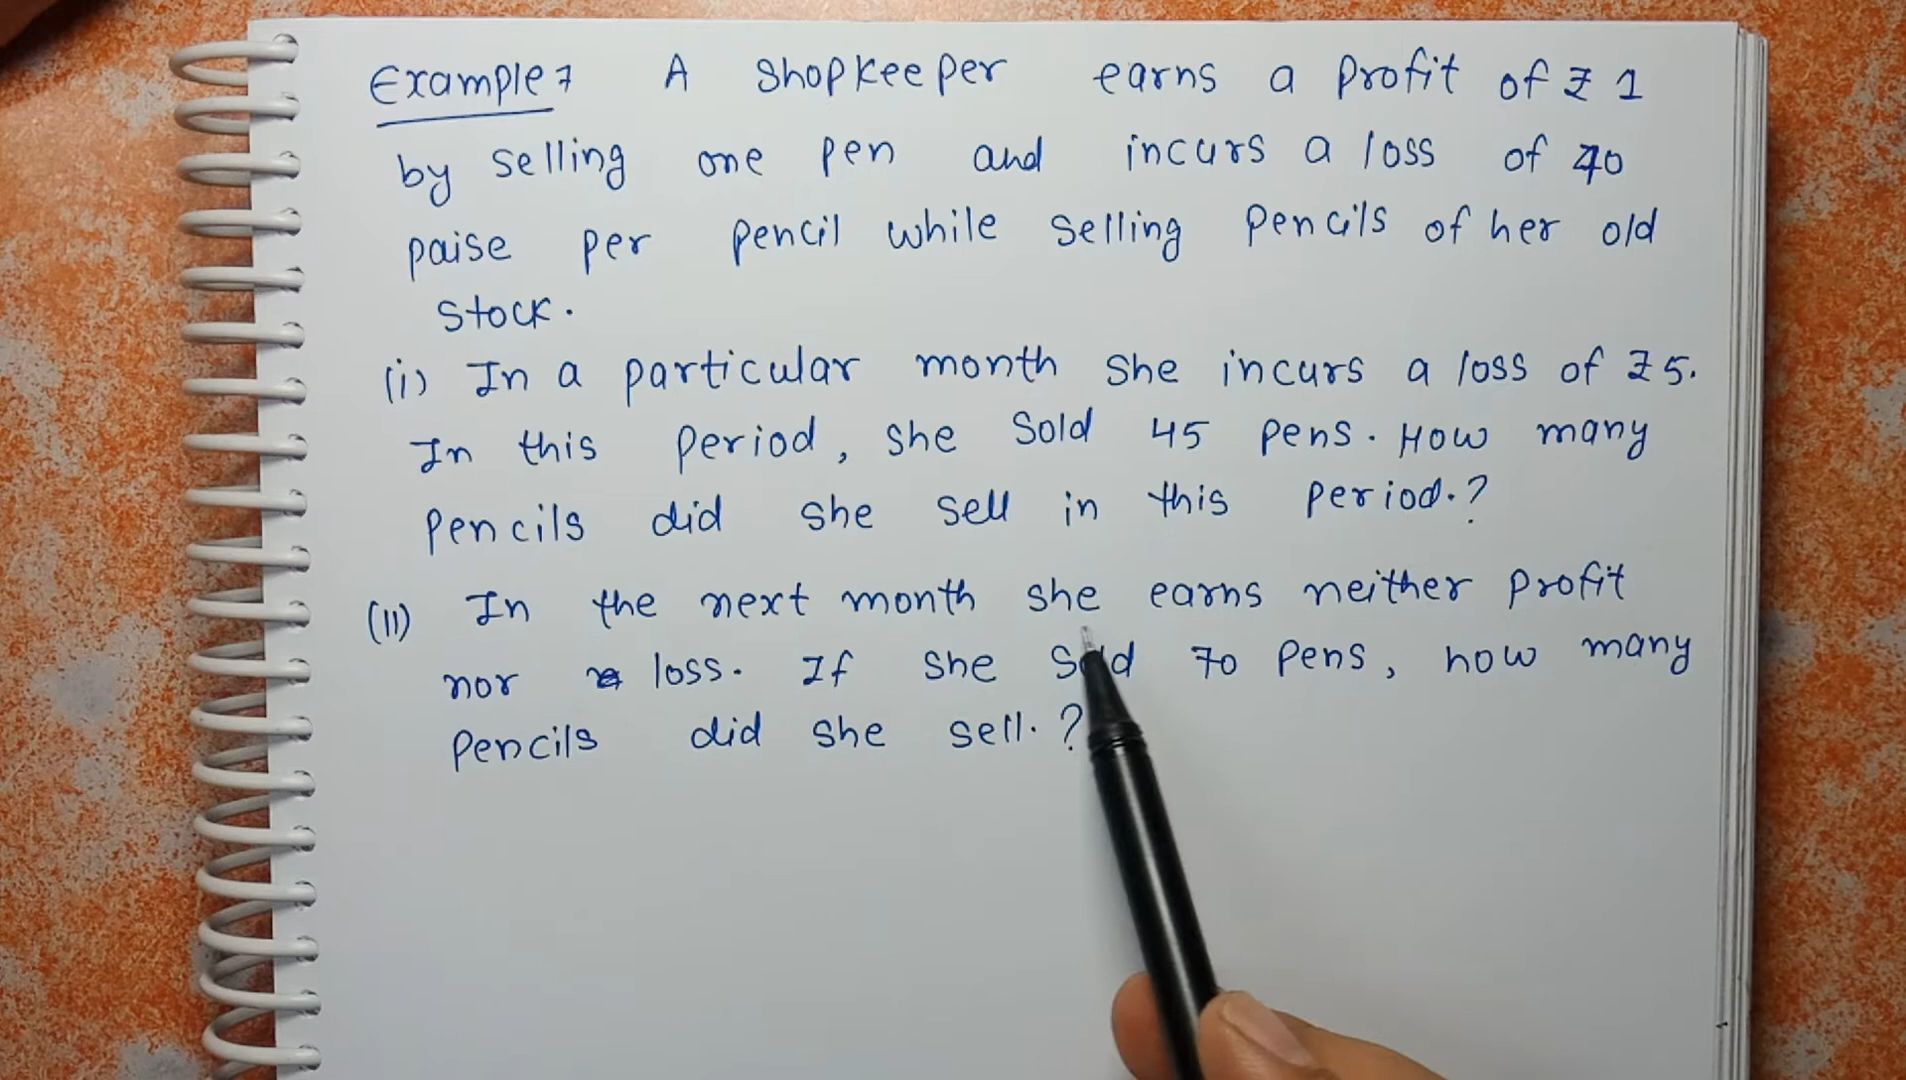 Example 7 A shopkeeper earns a profit of ₹ 1
by selling one pen and incurs a loss of 40
paise per pencil while selling pencils of her old
stock.
(i) In a particular month she incurs a loss of ₹5.
In this period, she sold 45 pens. How many
pencils did she sell in this period.?
(II) In the next month she earns neither profit
nor loss. If she sold 70 pens, how many
pencils did she sell.?